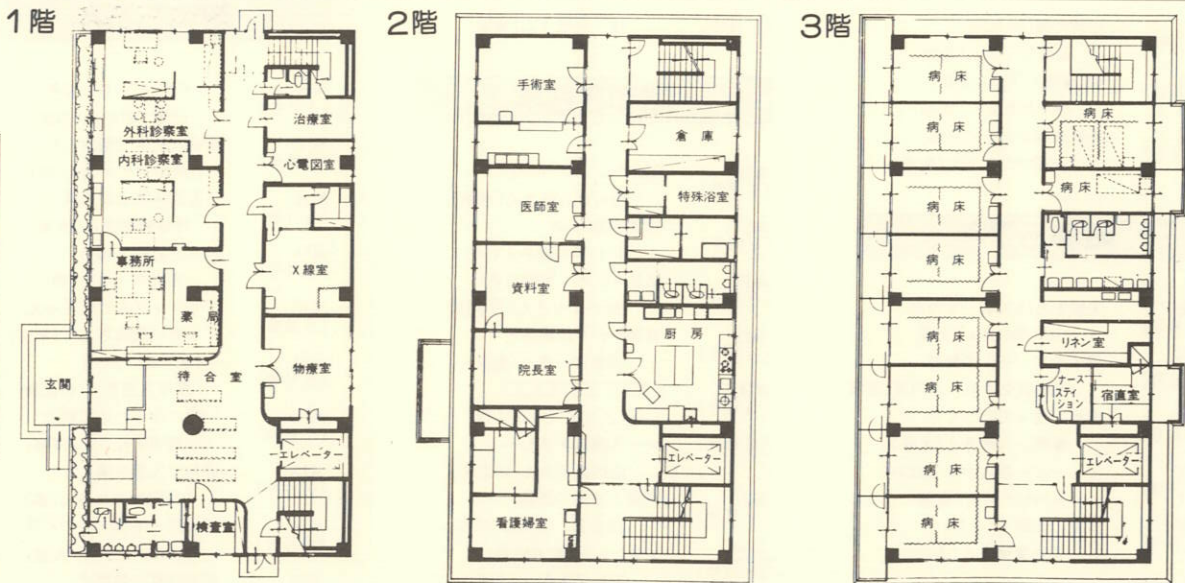 1階
外科診察室
内科診察室
事務所
薬局
玄関
待合室
治療室
心電図室
X線室
物療室
エレベーター
検査室
2階
手術室
医師室
資料室
院長室
看護婦室
倉庫
特殊浴室
厨房
エレベーター
3階
病床
病床
病床
病床
病床
病床
病床
病床
病床
病床
リネン室
ナース
ステイ
ション
宿直室
エレベーター